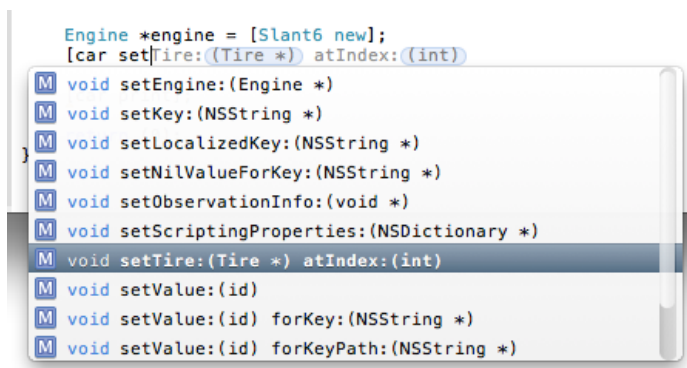 Engine *engine = [Slant6 new];
[car setTire:(Tire *) atIndex:(int)
M void setEngine:(Engine *)
M void setKey:(NSString *)
M void setLocalizedKey:(NSString *)
} M void setNilValueForKey:(NSString *)
M void setObservationInfo:(void *)
M void setScriptingProperties:(NSDictionary *)
M void setTire:(Tire *) atIndex:(int)
M void setValue:(id)
M void setValue:(id) forKey:(NSString *)
M void setValue:(id) forKeyPath:(NSString *)